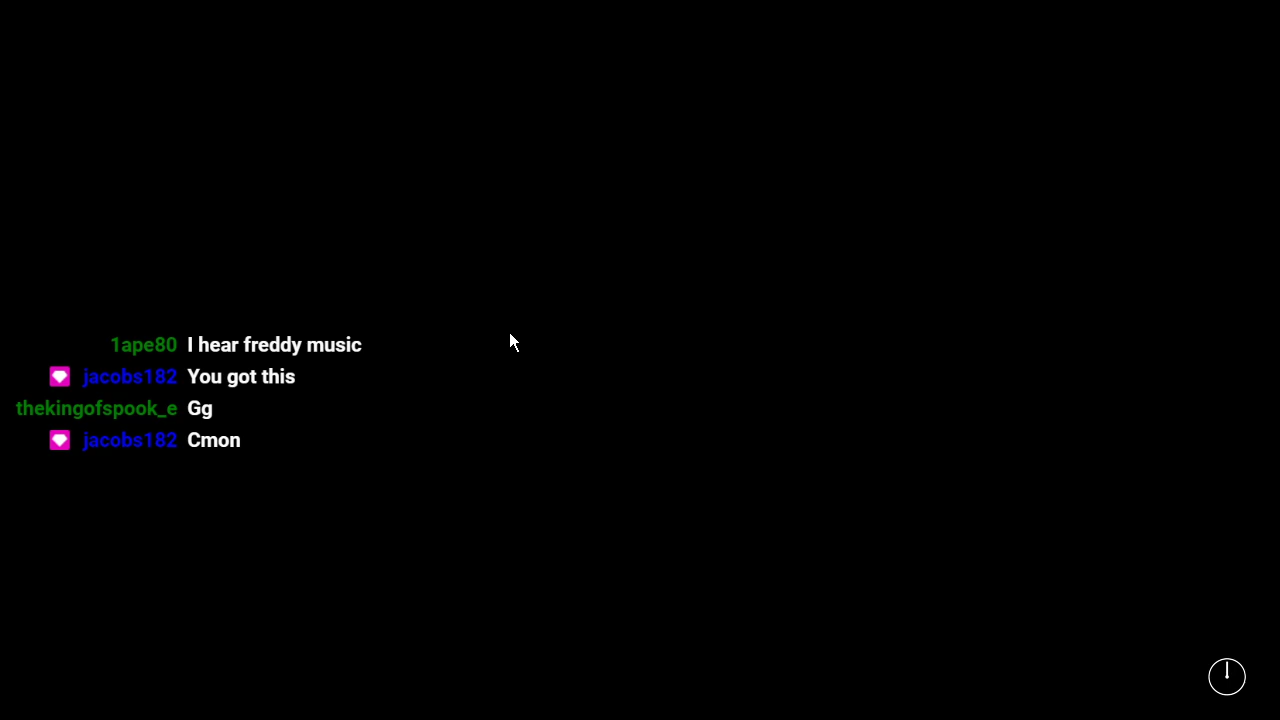 1ape80 I hear freddy music
jacobs182 You got this
thekingofspook_e Gg
jacobs182 Cmon